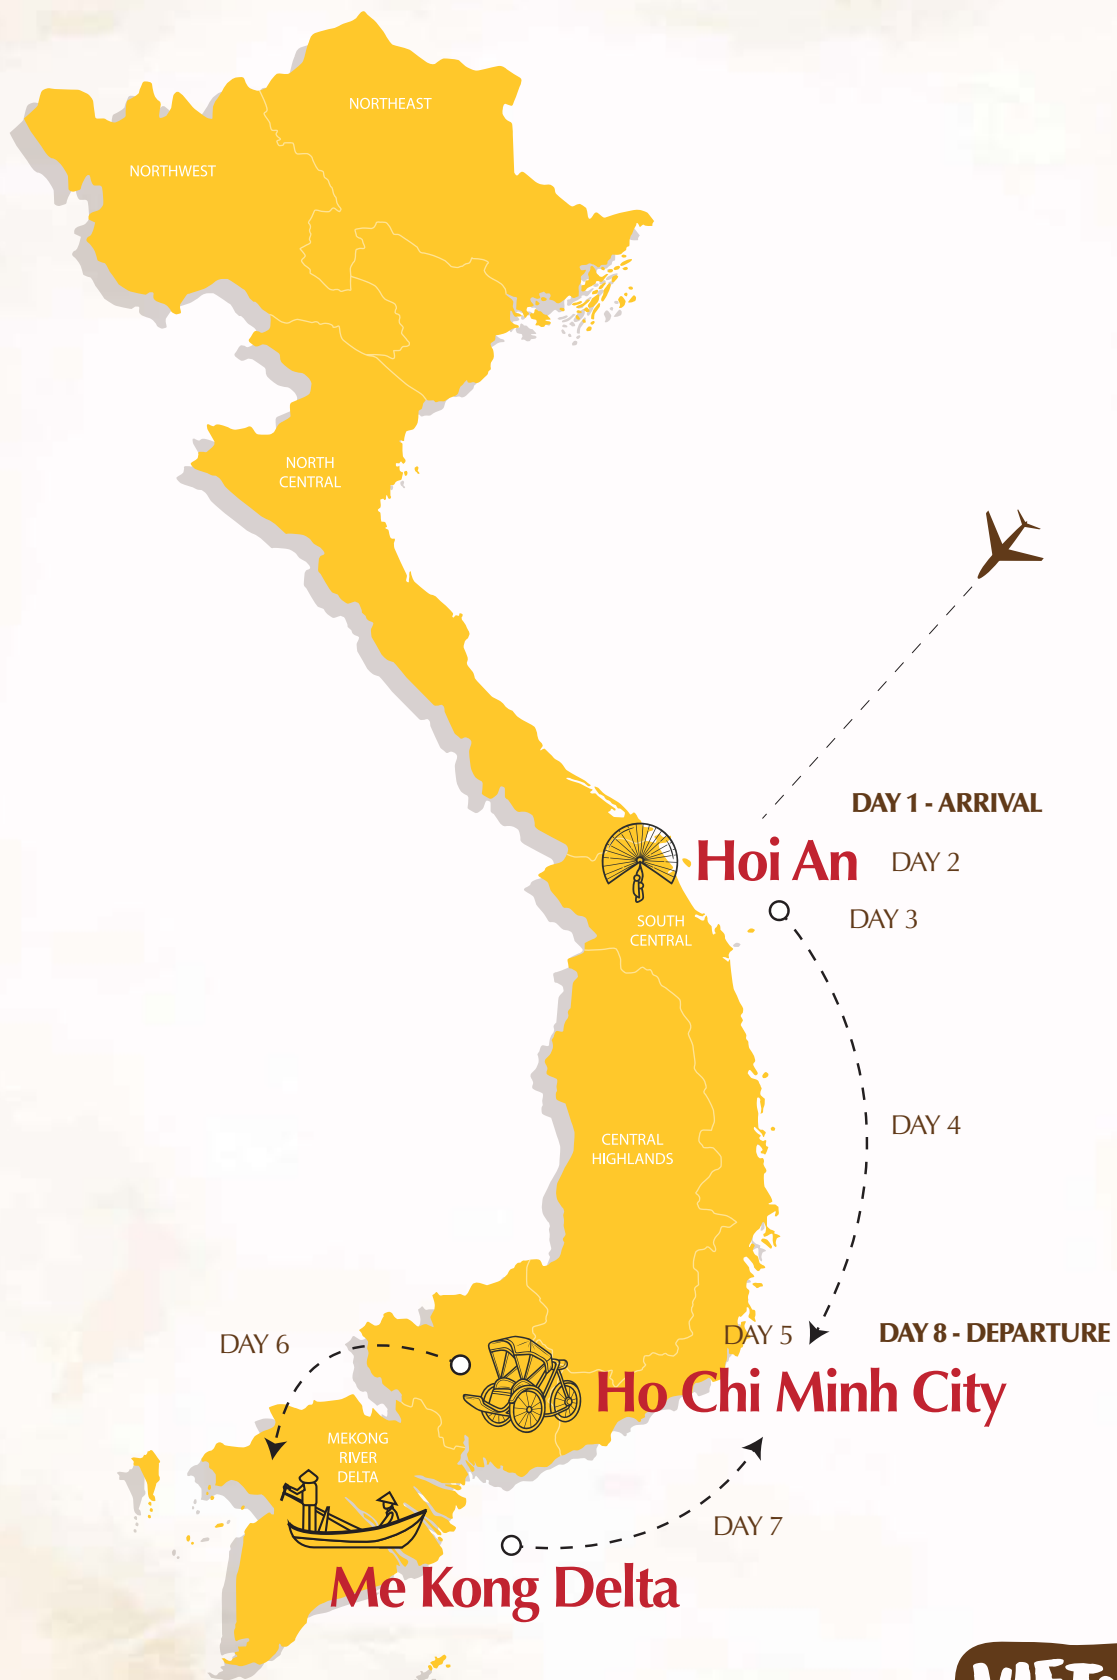 NORTHEAST
NORTHWEST
NORTH
CENTRAL
DAY 1 - ARRIVAL
Hoi An
DAY 2
DAY 3
SOUTH
CENTRAL
DAY 4
CENTRAL
HIGHLANDS
DAY 5
DAY 8 - DEPARTURE
DAY 6
Ho Chi Minh City
MEKONG
RIVER
DELTA
DAY 7
Me Kong Delta